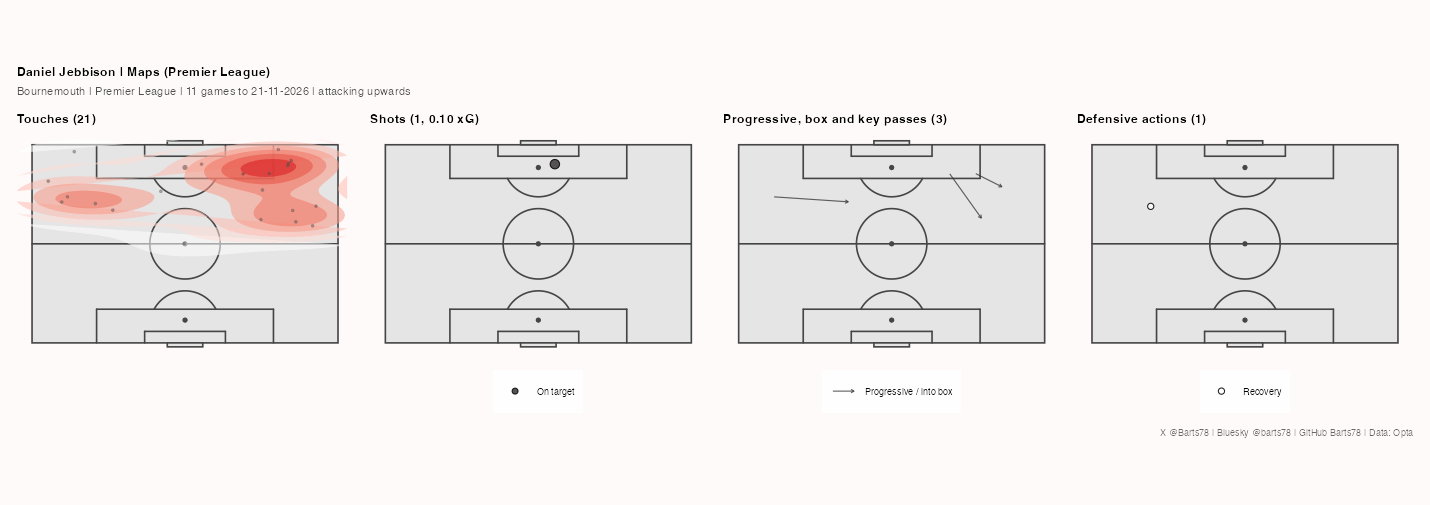 Daniel Jebbison | Maps (Premier League)
Bournemouth | Premier League | 11 games to 21-11-2026 | attacking upwards
Touches (21)
Shots (1, 0.10 xG)
Progressive, box and key passes (3)
Defensive actions (1)
On target
Progressive / into box
Recovery
X @Barts78 | Bluesky @barts78 | GitHub Barts78 | Data: Opta